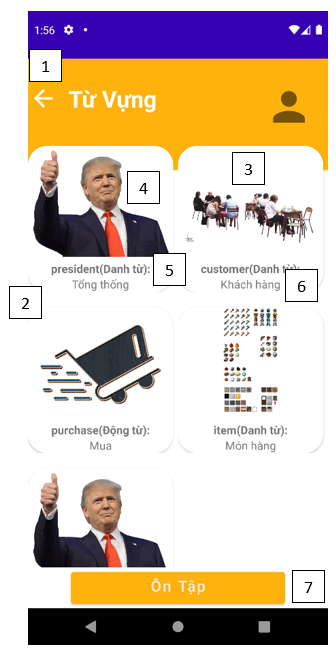 1:56
1
Từ Vựng
4
3
president(Danh từ):
Tổng thống
5
customer(Danh từ):
Khách hàng
6
2
purchase(Động từ):
Mua
item(Danh từ):
Món hàng
Ôn Tập
7